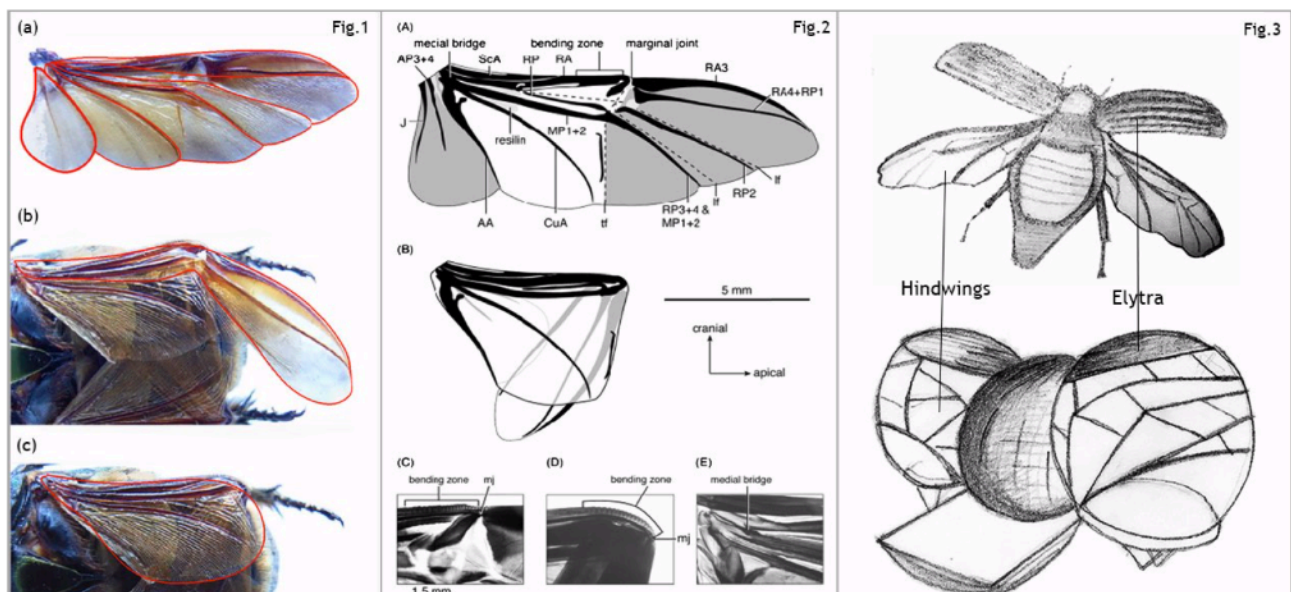 (a)
Fig.1
(b)
(c)
Fig.2
(A)
mecial bridge
bending zone
marginal joint
AP3+4
ScA
RP
RA
RA3
RA4+RP1
J
resilin
MP1+2
lf
RP2
lf
RP3+4 &
MP1+2
AA
CuA
tf
(B)
5 mm
cranial
apical
(C)
bending zone
mj
1.5 mm
(D)
bending zone
mj
(E)
medial bridge
Fig.3
Hindwings
Elytra